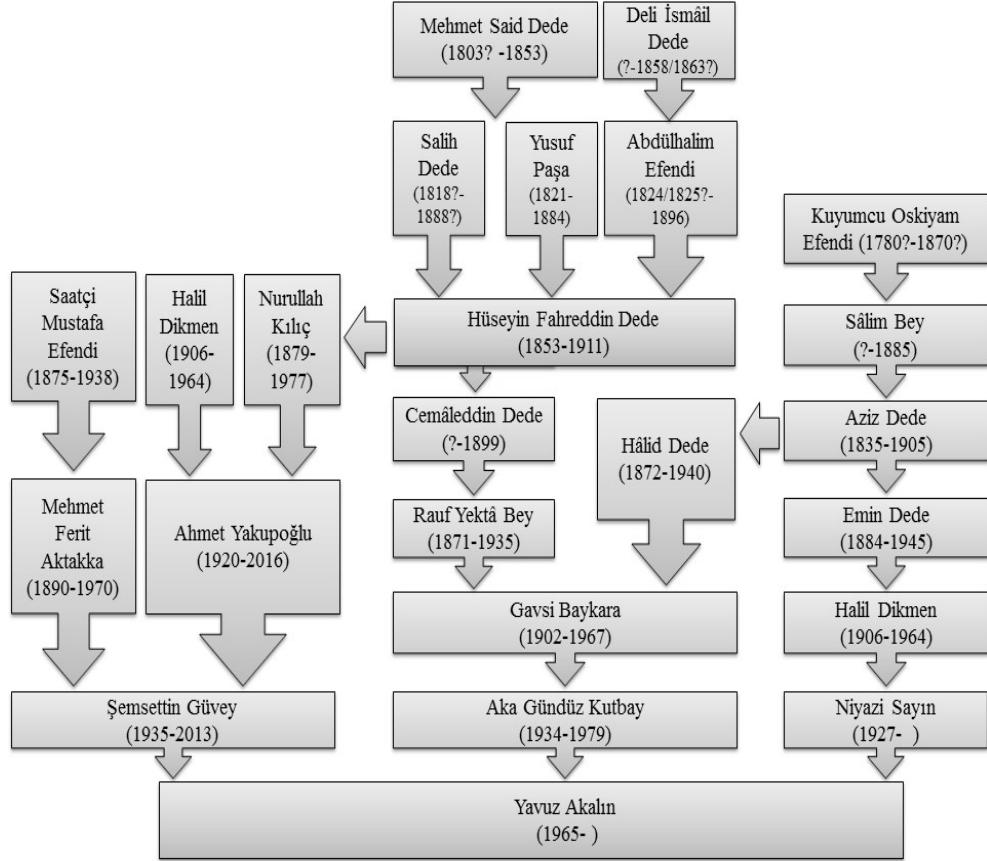 Mehmet Said Dede
(1803? -1853)
Deli İsmâil
Dede
(?-1858/1863?)
Salih
Dede
(1818?-
1888?)
Yusuf
Paşa
(1821-
1884)
Abdülhalim
Efendi
(1824/1825?-
1896)
Kuyumcu Oskiyam
Efendi (1780?-1870?)
Saatçi
Mustafa
Efendi
(1875-1938)
Halil
Dikmen
(1906-
1964)
Nurullah
Kılıç
(1879-
1977)
Hüseyin Fahreddin Dede
(1853-1911)
Sâlim Bey
(?-1885)
Cemâleddin Dede
(?-1899)
Hâlid Dede
(1872-1940)
Aziz Dede
(1835-1905)
Mehmet
Ferit
Aktakka
(1890-1970)
Ahmet Yakupoğlu
(1920-2016)
Rauf Yektâ Bey
(1871-1935)
Emin Dede
(1884-1945)
Gavsi Baykara
(1902-1967)
Halil Dikmen
(1906-1964)
Şemsettin Güvey
(1935-2013)
Aka Gündüz Kutbay
(1934-1979)
Niyazi Sayın
(1927- )
Yavuz Akalın
(1965- )